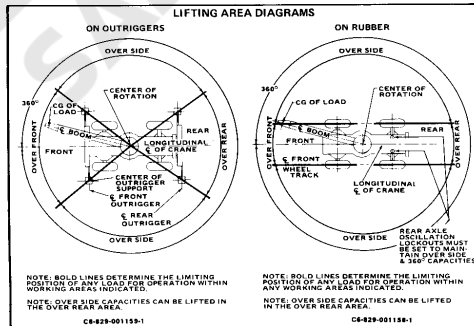 LIFTING AREA DIAGRAMS
ON OUTRIGGERS
OVER SIDE
360°
CG OF LOAD
CENTER OF
ROTATION
℄ BOOM
REAR
FRONT
LONGITUDINAL
℄ OF CRANE
OVER FRONT
OVER REAR
CENTER OF
OUTRIGGER
SUPPORT
℄ FRONT
OUTRIGGER
℄ REAR
OUTRIGGER
OVER SIDE
NOTE: BOLD LINES DETERMINE THE LIMITING
POSITION OF ANY LOAD FOR OPERATION WITHIN
WORKING AREAS INDICATED.
NOTE: OVER SIDE CAPACITIES CAN BE LIFTED IN
THE OVER REAR AREA.
C6-829-001159-1
ON RUBBER
OVER SIDE
CENTER OF
ROTATION
360°
CG OF LOAD
℄ BOOM
REAR
FRONT
OVER FRONT
OVER REAR
℄ FRONT
WHEEL
TRACK
LONGITUDINAL
℄ OF CRANE
OVER SIDE
REAR AXLE
OSCILLATION
LOCKOUTS MUST
BE SET TO MAIN-
TAIN OVER SIDE
& 360° CAPACITIES
NOTE: BOLD LINES DETERMINE THE LIMITING
POSITION OF ANY LOAD FOR OPERATION WITHIN
ANY WORKING AREAS INDICATED.
NOTE: OVER SIDE CAPACITIES CAN BE LIFTED IN
THE OVER REAR AREA.
C6-829-001158-1